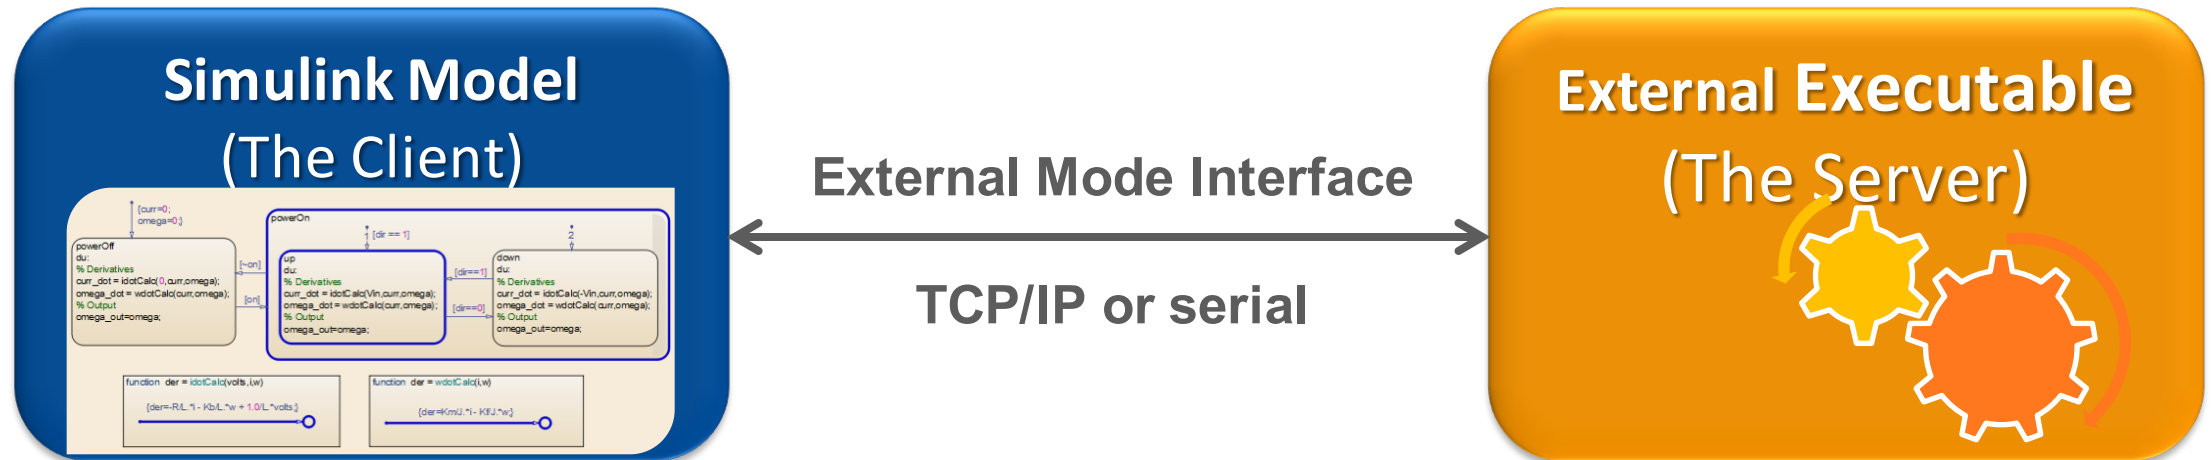 Simulink Model
(The Client)
{curr=0;
omega=0;}
powerOff
du:
% Derivatives
curr_dot = idotCalc(0,curr,omega);
omega_dot = wdotCalc(curr,omega);
% Output
omega_out=omega;
[~on]
[on]
powerOn
1 [dir == 1]
2
up
du:
% Derivatives
curr_dot = idotCalc(Vin,curr,omega);
omega_dot = wdotCalc(curr,omega);
% Output
omega_out=omega;
[dir==1]
[dir==0]
down
du:
% Derivatives
curr_dot = idotCalc(-Vin,curr,omega);
omega_dot = wdotCalc(curr,omega);
% Output
omega_out=omega;
function der = idotCalc(volts,i,w)
{der=-R/L.*i - Kb/L.*w + 1.0/L.*volts;}
function der = wdotCalc(i,w)
{der=Km/J.*i - Kf/J.*w;}
External Mode Interface
TCP/IP or serial
External Executable
(The Server)